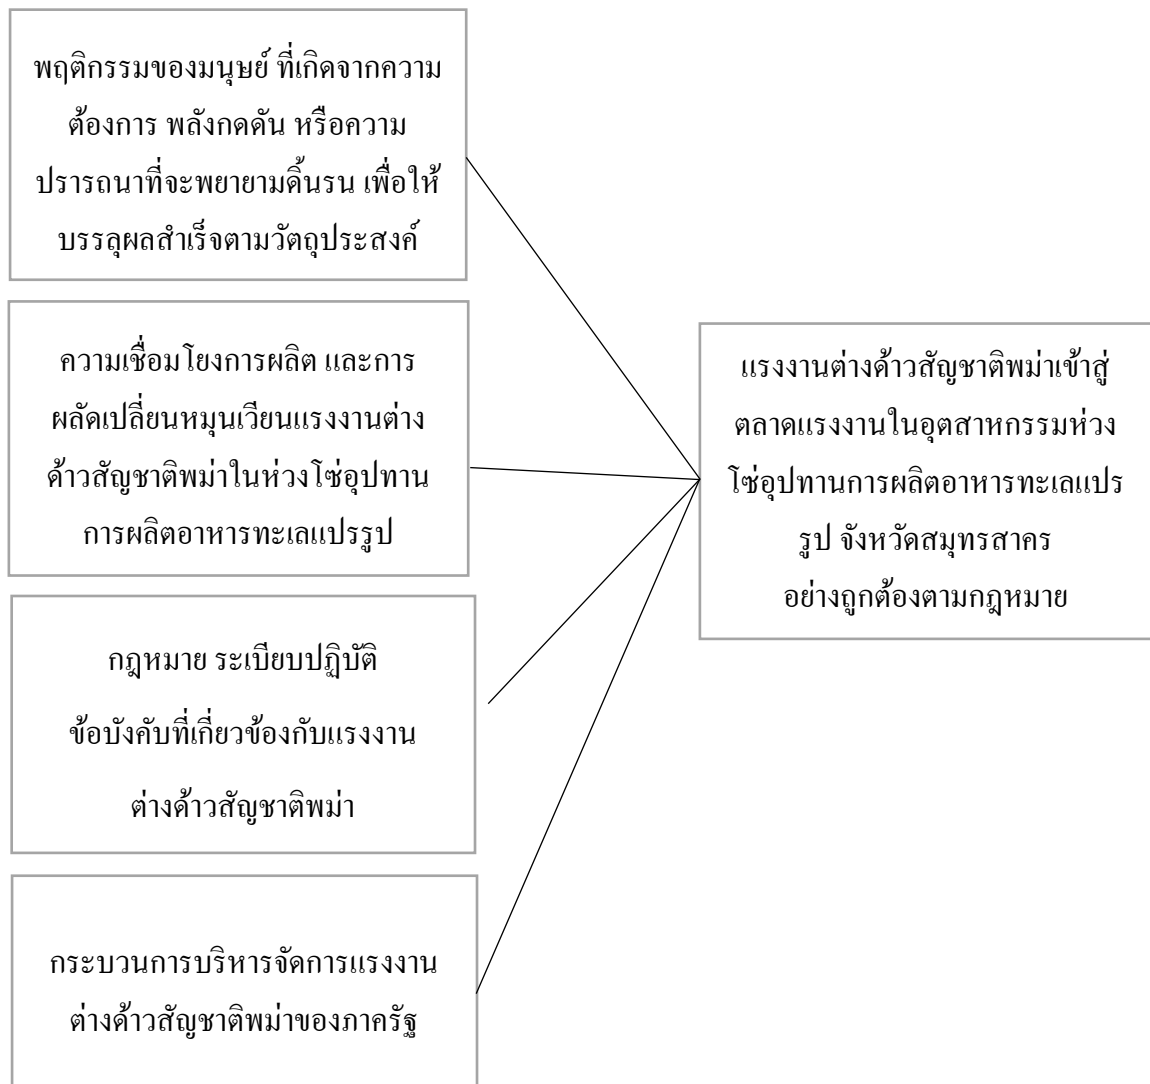 พฤติกรรมของมนุษย์ ที่เกิดจากความ
ต้องการ พลังกดดัน หรือความ
ปรารถนาที่จะพยายามดิ้นรน เพื่อให้
บรรลุผลสำเร็จตามวัตถุประสงค์
ความเชื่อมโยงการผลิต และการ
ผลัดเปลี่ยนหมุนเวียนแรงงานต่าง
ด้าวสัญชาติพม่าในห่วงโซ่อุปทาน
การผลิตอาหารทะเลแปรรูป
กฎหมาย ระเบียบปฏิบัติ
ข้อบังคับที่เกี่ยวข้องกับแรงงาน
ต่างด้าวสัญชาติพม่า
กระบวนการบริหารจัดการแรงงาน
ต่างด้าวสัญชาติพม่าของภาครัฐ
แรงงานต่างด้าวสัญชาติพม่าเข้าสู่
ตลาดแรงงานในอุตสาหกรรมห่วง
โซ่อุปทานการผลิตอาหารทะเลแปร
รูป จังหวัดสมุทรสาคร
อย่างถูกต้องตามกฎหมาย